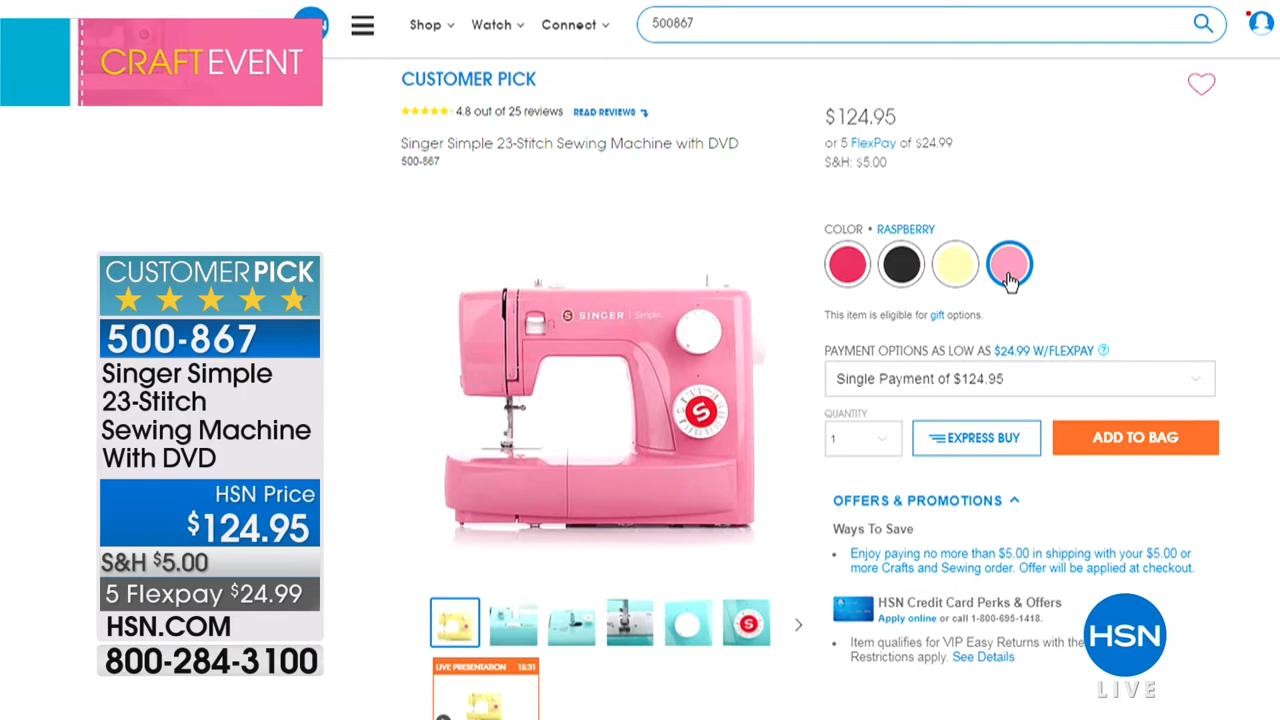 CRAFT EVENT
CUSTOMERPICK
500-867
Singer Simple
23-Stitch
Sewing Machine
With DVD
HSN Price
$124.95
S&H $5.00
5 Flexpay $24.99
HSN.COM
800-284-3100
Shop
Watch
Connect
500867
CUSTOMER PICK
4.8 out of 25 reviews READ REVIEWS
Singer Simple 23-Stitch Sewing Machine with DVD
500-867
SINGER Simple
S
$124.95
or 5 FlexPay of $24.99
S&H: $5.00
COLOR • RASPBERRY
This item is eligible for gift options.
PAYMENT OPTIONS AS LOW AS $24.99 W/FLEXPAY ?
Single Payment of $124.95
QUANTITY
1
EXPRESS BUY
ADD TO BAG
OFFERS & PROMOTIONS
Ways To Save
• Enjoy paying no more than $5.00 in shipping with your $5.00 or
more Crafts and Sewing order. Offer will be applied at checkout.
HSN Credit Card Perks & Offers
Apply online or call 1-800-695-1418.
• Item qualifies for VIP Easy Returns with the
Restrictions apply. See Details
LIVE PRESENTATION 15:31
HSN
LIVE